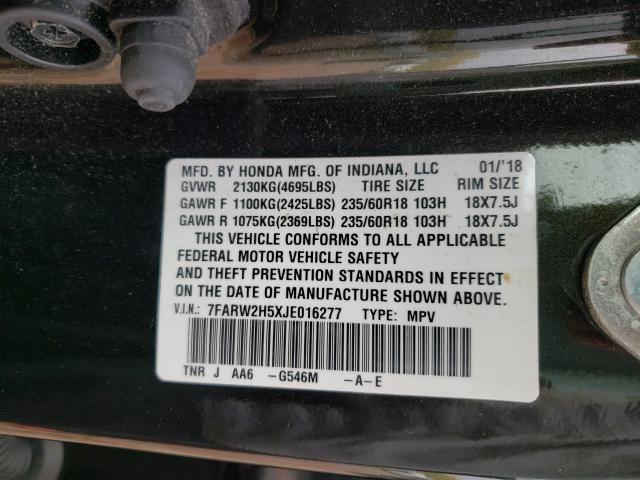 MFD. BY HONDA MFG. OF INDIANA, LLC 01/'18
GVWR 2130KG(4695LBS) TIRE SIZE RIM SIZE
GAWR F 1100KG(2425LBS) 235/60R18 103H 18X7.5J
GAWR R 1075KG(2369LBS) 235/60R18 103H 18X7.5J
THIS VEHICLE CONFORMS TO ALL APPLICABLE
FEDERAL MOTOR VEHICLE SAFETY
AND THEFT PREVENTION STANDARDS IN EFFECT
ON THE DATE OF MANUFACTURE SHOWN ABOVE.
V.I.N.: 7FARW2H5XJE016277 TYPE: MPV
TNR J AA6 -G546M -A-E